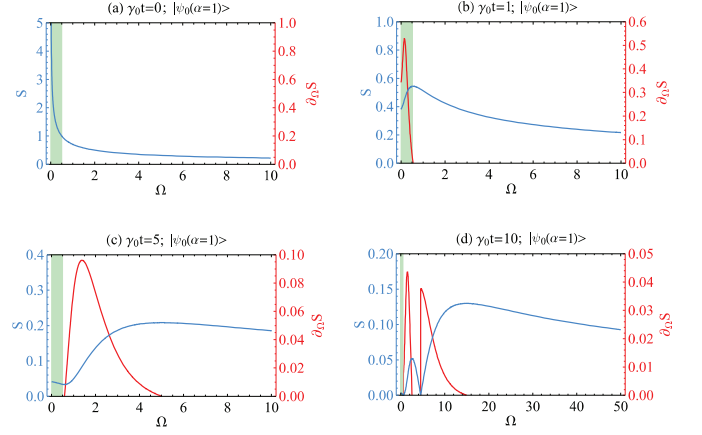 (a) γ₀t=0; |ψ₀(α=1)>
(b) γ₀t=1; |ψ₀(α=1)>
5 4 3 2 1 0
S
1.0 0.8 0.6 0.4 0.2 0.0
∂ΩS
0 2 4 6 8 10
Ω
1.0 0.8 0.6 0.4 0.2 0.0
S
0.6 0.5 0.4 0.3 0.2 0.1 0.0
∂ΩS
0 2 4 6 8 10
Ω
(c) γ₀t=5; |ψ₀(α=1)>
(d) γ₀t=10; |ψ₀(α=1)>
0.4 0.3 0.2 0.1 0.0
S
0.10 0.08 0.06 0.04 0.02 0.00
∂ΩS
0 2 4 6 8 10
Ω
0.20 0.15 0.10 0.05 0.00
S
0.05 0.04 0.03 0.02 0.01 0.00
∂ΩS
0 10 20 30 40 50
Ω